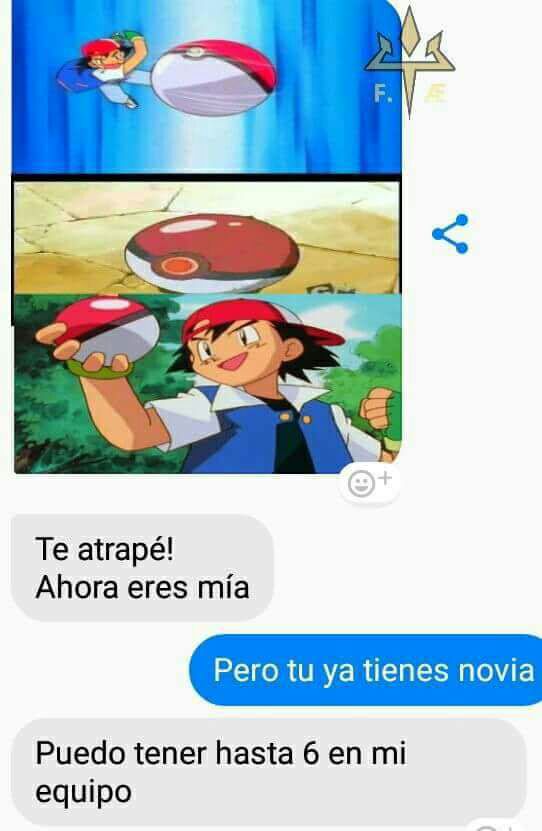 F. Æ
Te atrapé!
Ahora eres mía
Pero tu ya tienes novia
Puedo tener hasta 6 en mi
equipo